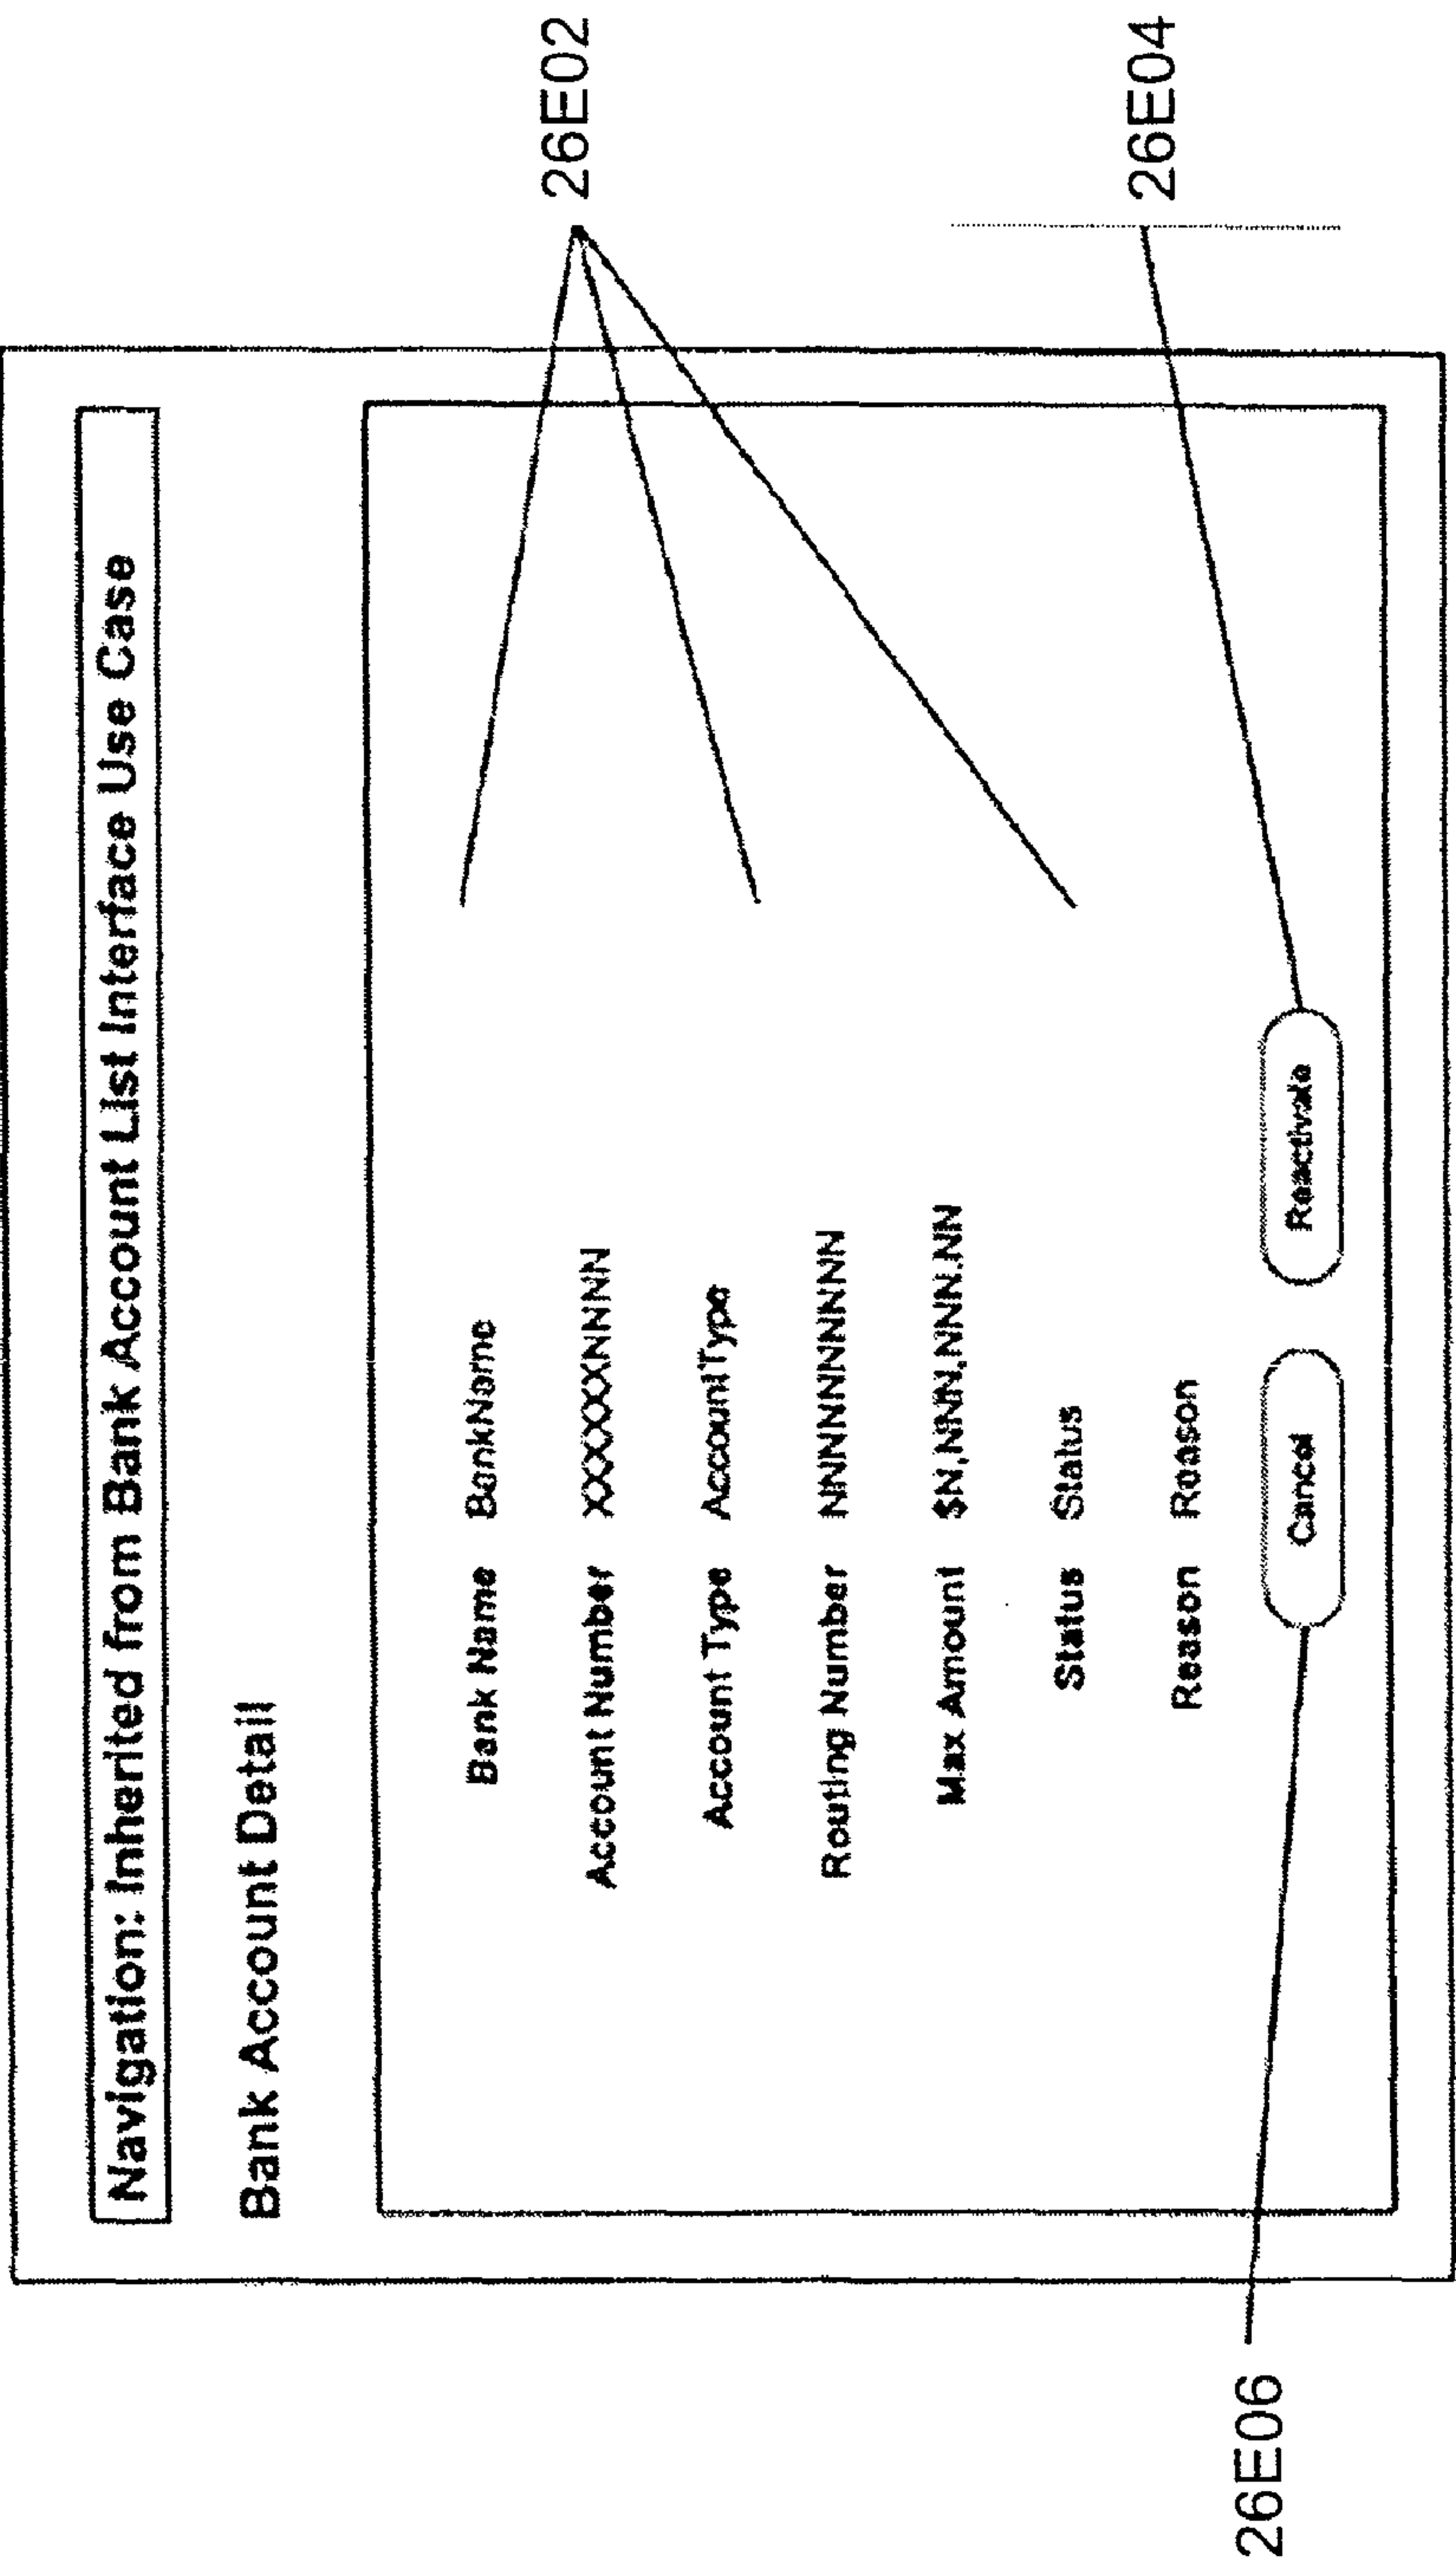 Navigation: Inherited from Bank Account List Interface Use Case
Bank Account Detail
Bank Name BankName
Account Number XXXXXXNNNN
Account Type AccountType
Routing Number NNNNNNNNN
Max Amount $N,NNN,NNN.NN
Status Status
Reason Reason
Cancel Reactivate
26E02
26E04
26E06